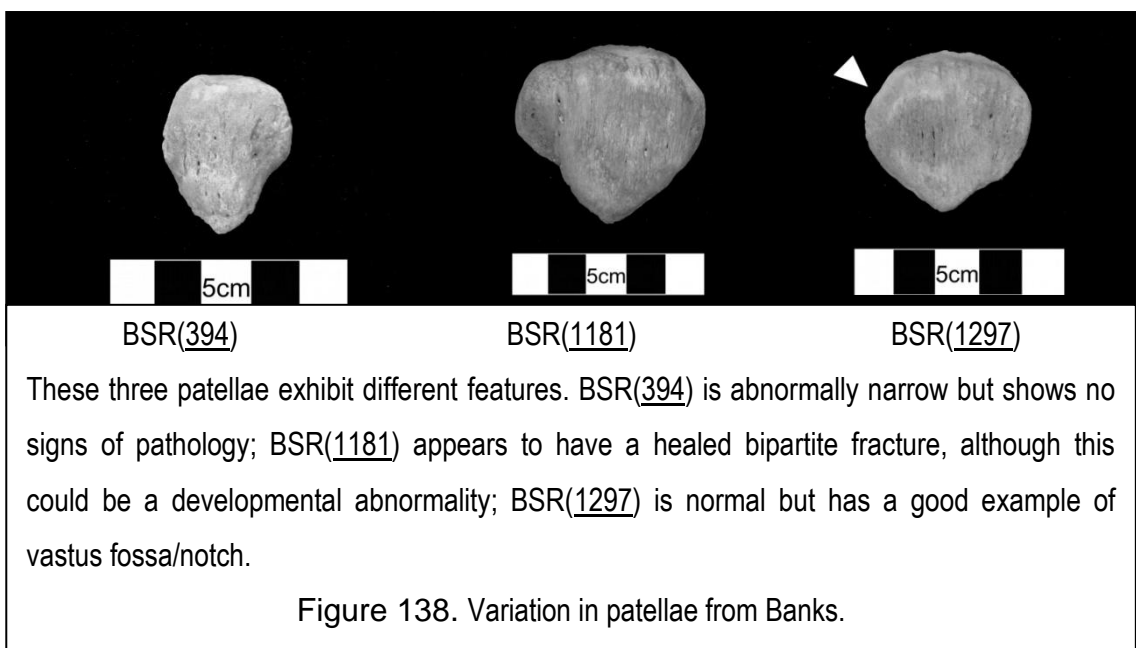 5cm 5cm 5cm
BSR(394) BSR(1181) BSR(1297)
These three patellae exhibit different features. BSR(394) is abnormally narrow but shows no
signs of pathology; BSR(1181) appears to have a healed bipartite fracture, although this
could be a developmental abnormality; BSR(1297) is normal but has a good example of
vastus fossa/notch.
Figure 138. Variation in patellae from Banks.